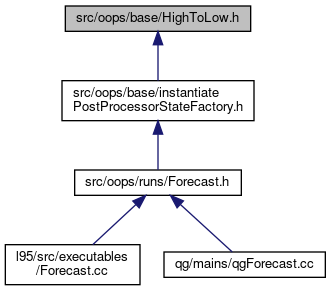 src/oops/base/HighToLow.h
src/oops/base/instantiate
PostProcessorStateFactory.h
src/oops/runs/Forecast.h
l95/src/executables
/Forecast.cc
qg/mains/qgForecast.cc